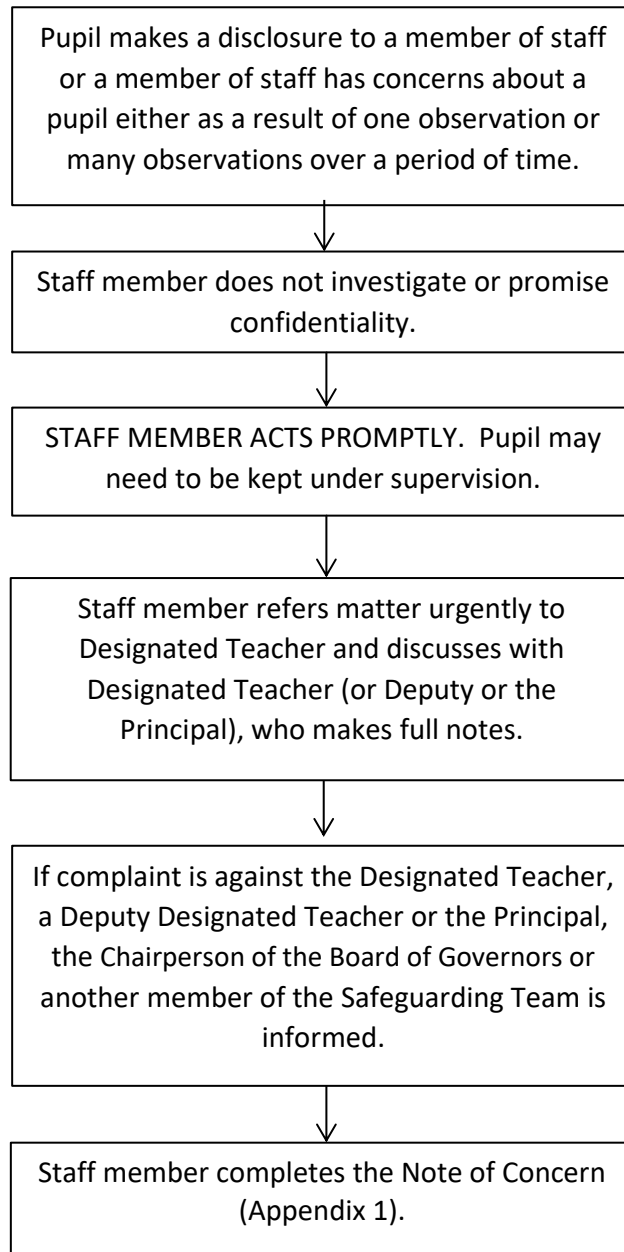 Pupil makes a disclosure to a member of staff
or a member of staff has concerns about a
pupil either as a result of one observation or
many observations over a period of time.
Staff member does not investigate or promise
confidentiality.
STAFF MEMBER ACTS PROMPTLY.  Pupil may
need to be kept under supervision.
Staff member refers matter urgently to
Designated Teacher and discusses with
Designated Teacher (or Deputy or the
Principal), who makes full notes.
If complaint is against the Designated Teacher,
a Deputy Designated Teacher or the Principal,
the Chairperson of the Board of Governors or
another member of the Safeguarding Team is
informed.
Staff member completes the Note of Concern
(Appendix 1).